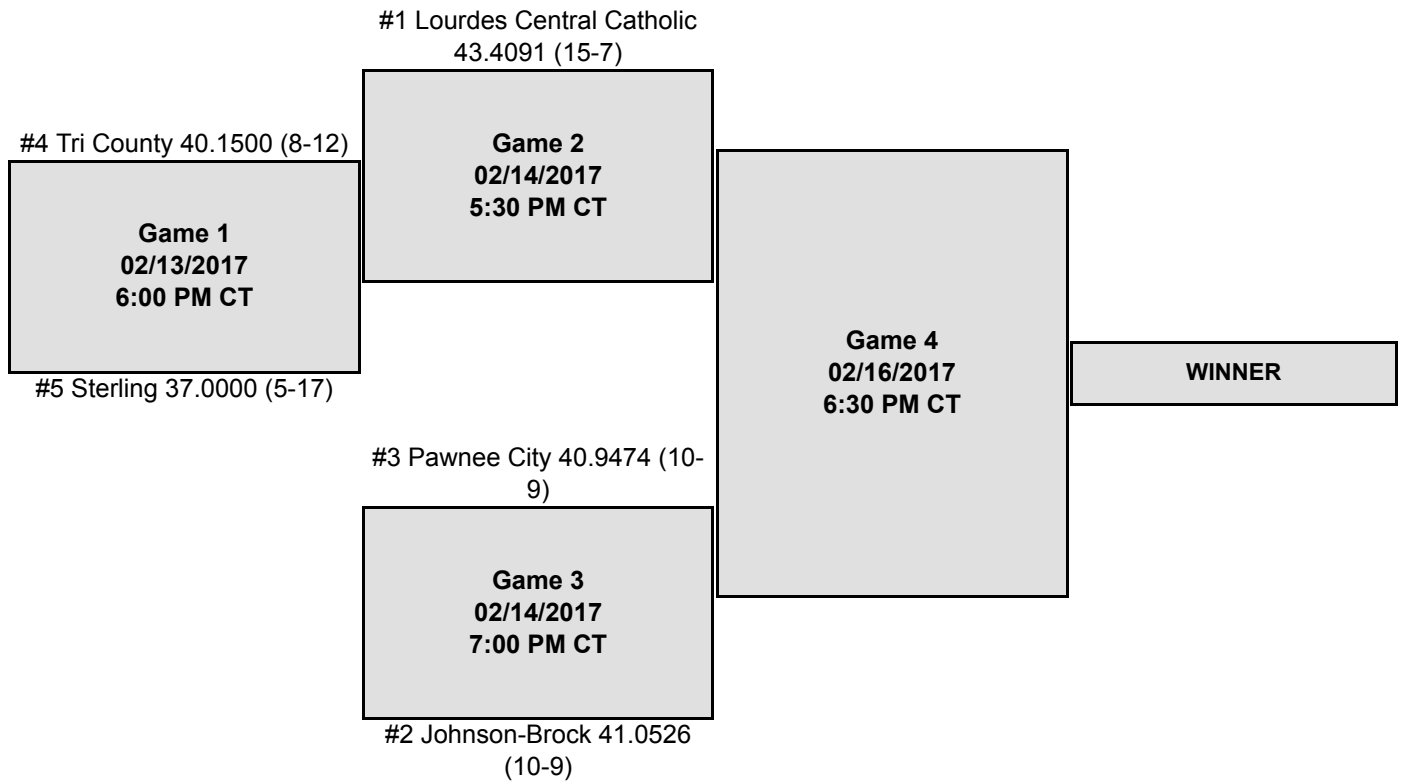 #1 Lourdes Central Catholic
43.4091 (15-7)
#4 Tri County 40.1500 (8-12)
Game 2
02/14/2017
5:30 PM CT
Game 1
02/13/2017
6:00 PM CT
#5 Sterling 37.0000 (5-17)
Game 4
02/16/2017
6:30 PM CT
WINNER
#3 Pawnee City 40.9474 (10-
9)
Game 3
02/14/2017
7:00 PM CT
#2 Johnson-Brock 41.0526
(10-9)